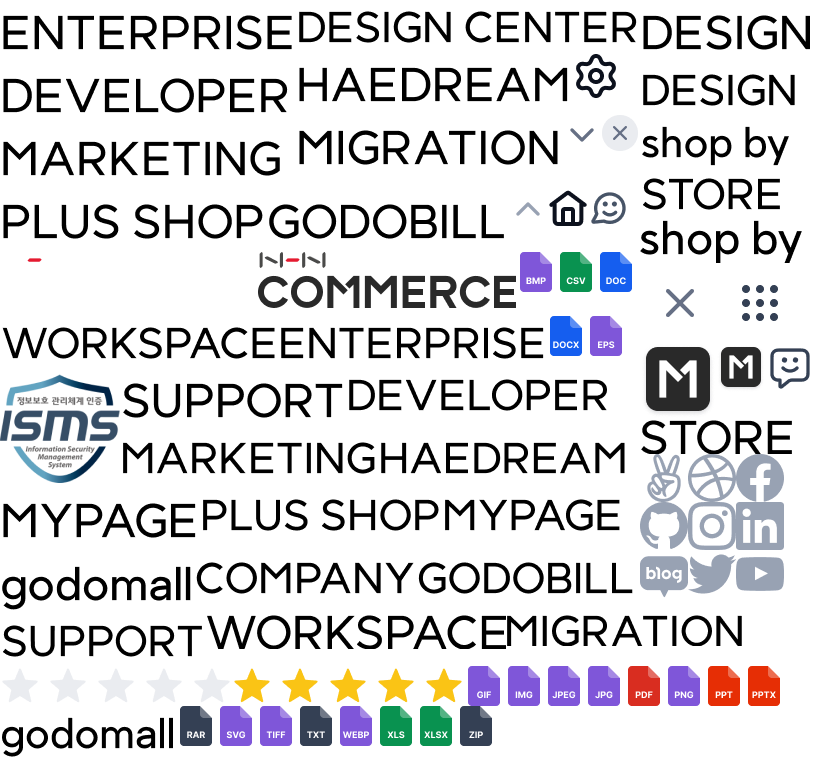 ENTERPRISE DESIGN CENTER DESIGN
DEVELOPER HAEDREAM DESIGN
MARKETING MIGRATION shop by
PLUS SHOP GODOBILL STORE
shop by
NHN
COMMERCE BMP CSV DOC
WORKSPACE ENTERPRISE DOCX EPS
M M
정보보호 관리체계 인증
ISMS
Information Security
Management
System
SUPPORT DEVELOPER
STORE
MARKETING HAEDREAM
MYPAGE PLUS SHOP MYPAGE
in
godomall COMPANY GODOBILL blog
SUPPORT WORKSPACE MIGRATION
GIF IMG JPEG JPG PDF PNG PPT PPTX
godomall RAR SVG TIFF TXT WEBP XLS XLSX ZIP